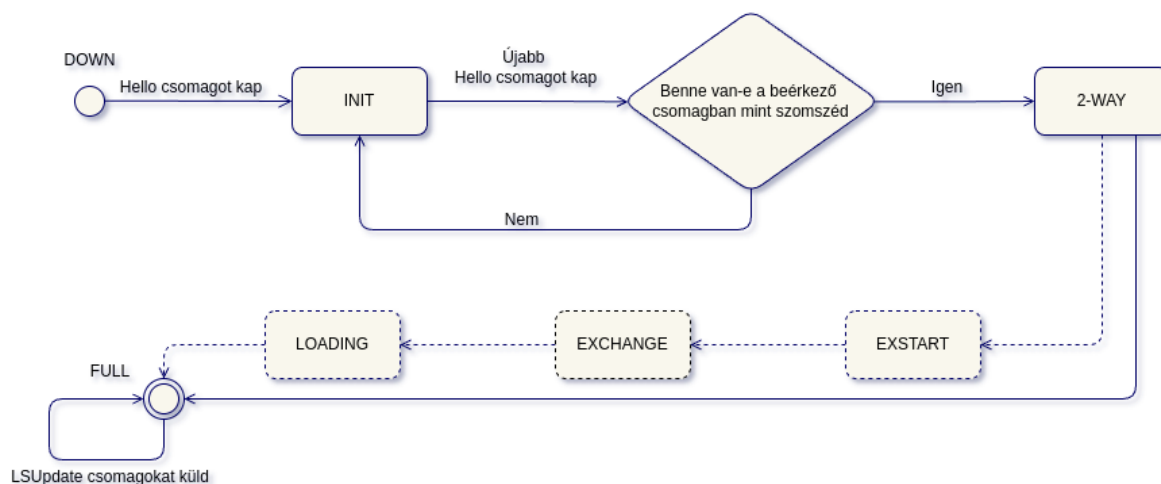 DOWN
Hello csomagot kap
INIT
Újabb
Hello csomagot kap
Benne van-e a beérkező
csomagban mint szomszéd
Igen
2-WAY
Nem
LOADING
EXCHANGE
EXSTART
FULL
LSUpdate csomagokat küld